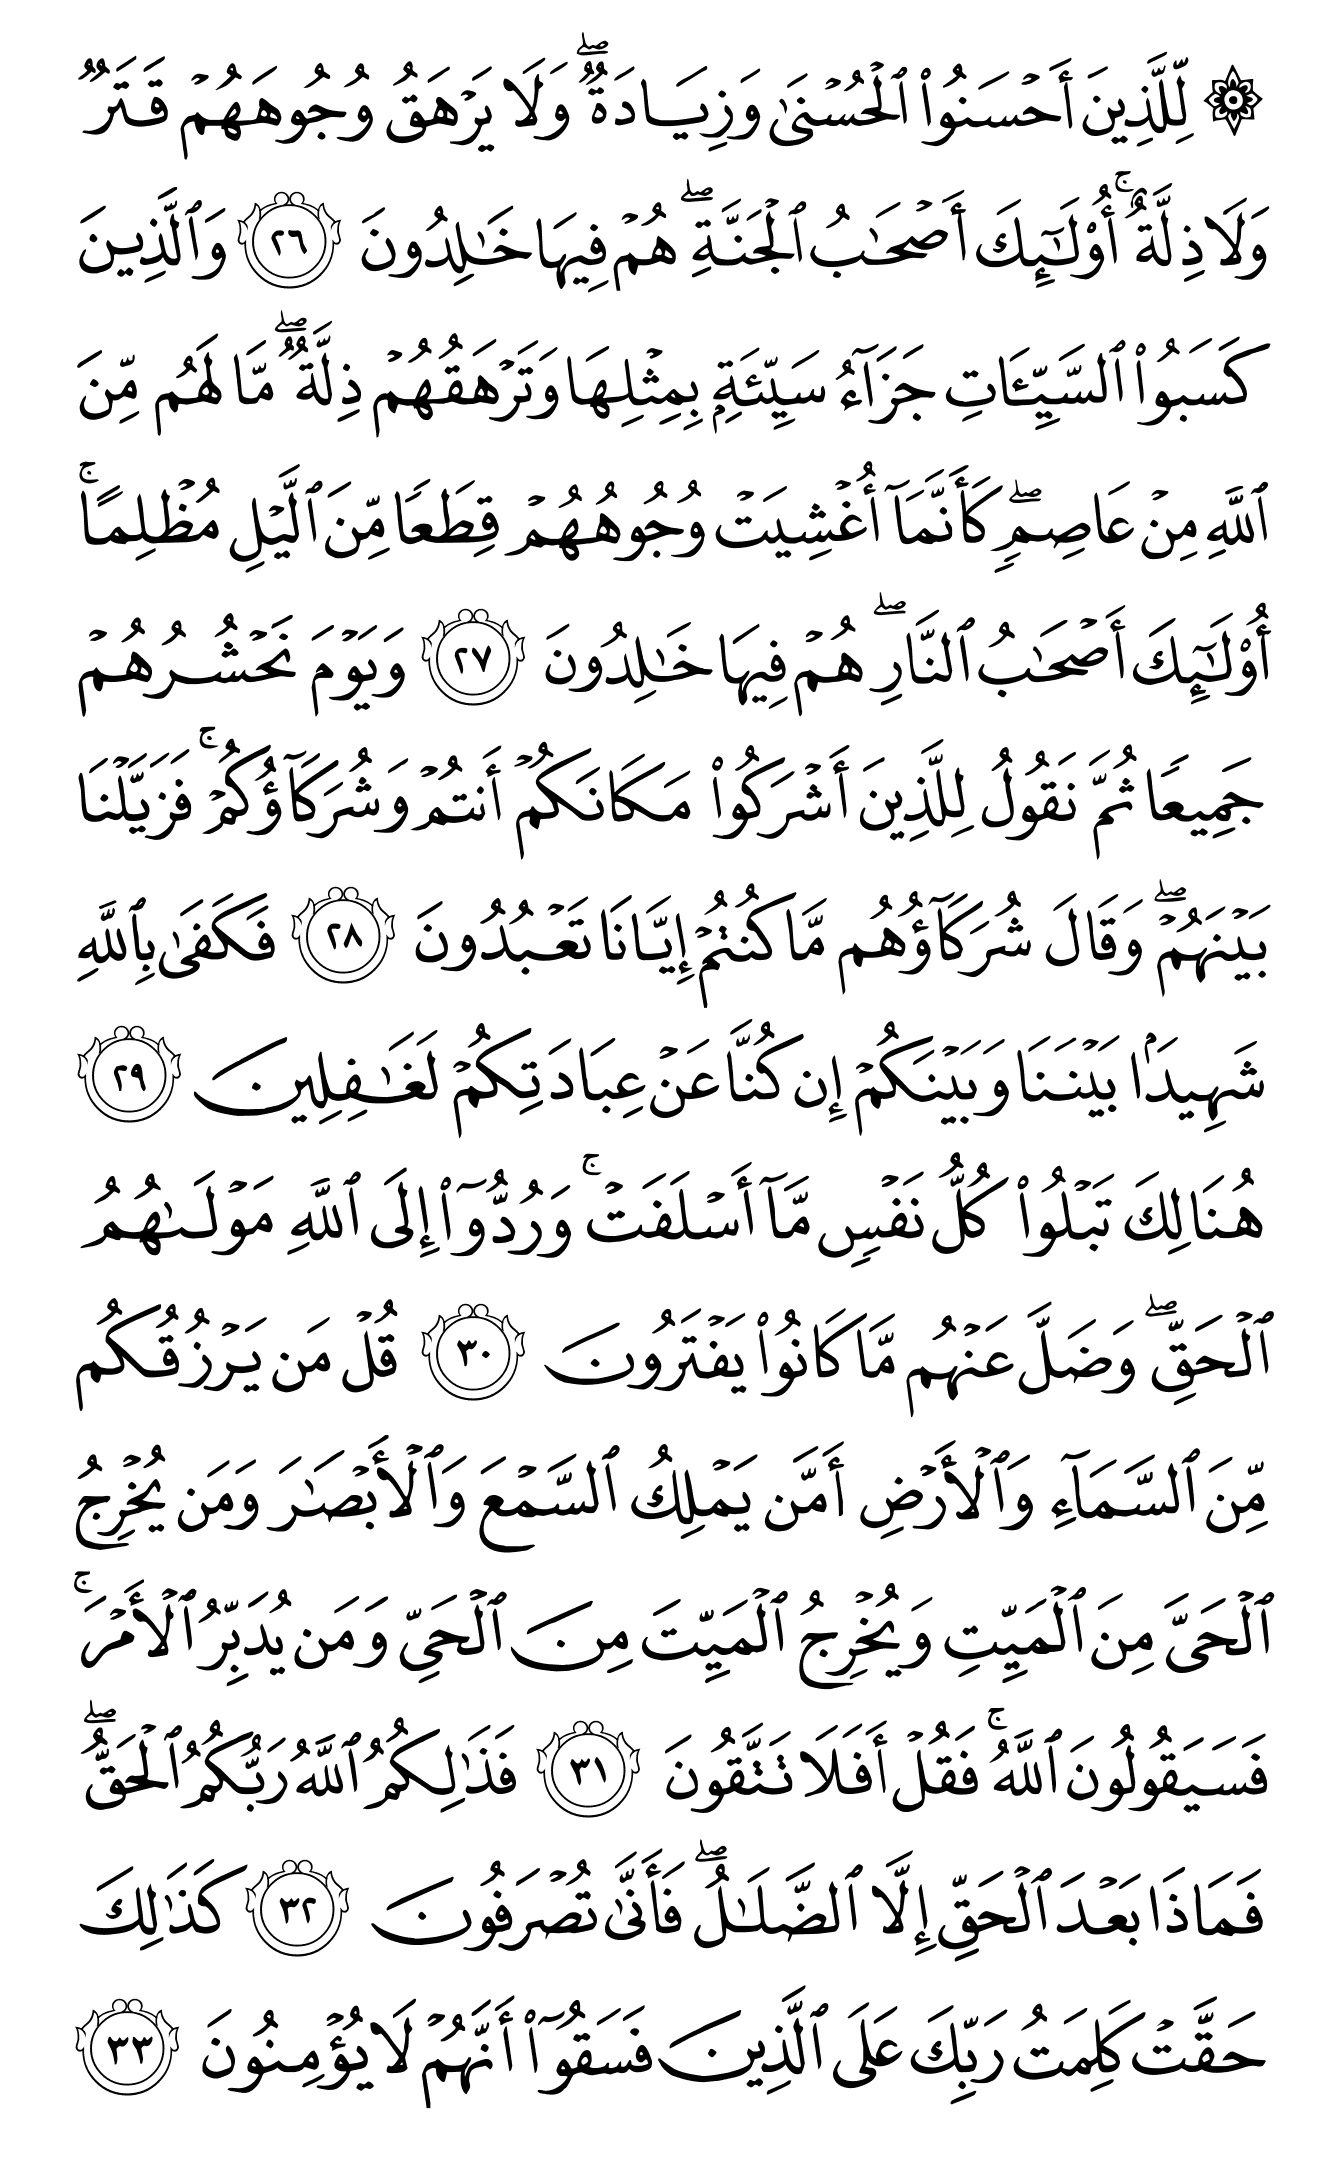 ۞ لِّلَّذِينَ أَحۡسَنُواْ ٱلۡحُسۡنَىٰ وَزِيَادَةٞۖ وَلَا يَرۡهَقُ وُجُوهَهُمۡ قَتَرٞ
وَلَا ذِلَّةٌۚ أُوْلَٰٓئِكَ أَصۡحَٰبُ ٱلۡجَنَّةِۖ هُمۡ فِيهَا خَٰلِدُونَ ٢٦ وَٱلَّذِينَ
كَسَبُواْ ٱلسَّيِّـَٔاتِ جَزَآءُ سَيِّئَةِۭ بِمِثۡلِهَا وَتَرۡهَقُهُمۡ ذِلَّةٞۖ مَّا لَهُم مِّنَ
ٱللَّهِ مِنۡ عَاصِمٖۖ كَأَنَّمَآ أُغۡشِيَتۡ وُجُوهُهُمۡ قِطَعٗا مِّنَ ٱلَّيۡلِ مُظۡلِمًاۚ
أُوْلَٰٓئِكَ أَصۡحَٰبُ ٱلنَّارِۖ هُمۡ فِيهَا خَٰلِدُونَ ٢٧ وَيَوۡمَ نَحۡشُرُهُمۡ
جَمِيعٗا ثُمَّ نَقُولُ لِلَّذِينَ أَشۡرَكُواْ مَكَانَكُمۡ أَنتُمۡ وَشُرَكَآؤُكُمۡۚ فَزَيَّلۡنَا
بَيۡنَهُمۡۖ وَقَالَ شُرَكَآؤُهُم مَّا كُنتُمۡ إِيَّانَا تَعۡبُدُونَ ٢٨ فَكَفَىٰ بِٱللَّهِ
شَهِيدَۢا بَيۡنَنَا وَبَيۡنَكُمۡ إِن كُنَّا عَنۡ عِبَادَتِكُمۡ لَغَٰفِلِينَ ٢٩
هُنَالِكَ تَبۡلُواْ كُلُّ نَفۡسٖ مَّآ أَسۡلَفَتۡۚ وَرُدُّوٓاْ إِلَى ٱللَّهِ مَوۡلَىٰهُمُ
ٱلۡحَقِّۖ وَضَلَّ عَنۡهُم مَّا كَانُواْ يَفۡتَرُونَ ٣٠ قُلۡ مَن يَرۡزُقُكُم
مِّنَ ٱلسَّمَآءِ وَٱلۡأَرۡضِ أَمَّن يَمۡلِكُ ٱلسَّمۡعَ وَٱلۡأَبۡصَٰرَ وَمَن يُخۡرِجُ
ٱلۡحَيَّ مِنَ ٱلۡمَيِّتِ وَيُخۡرِجُ ٱلۡمَيِّتَ مِنَ ٱلۡحَيِّ وَمَن يُدَبِّرُ ٱلۡأَمۡرَۚ
فَسَيَقُولُونَ ٱللَّهُۚ فَقُلۡ أَفَلَا تَتَّقُونَ ٣١ فَذَٰلِكُمُ ٱللَّهُ رَبُّكُمُ ٱلۡحَقُّۖ
فَمَاذَا بَعۡدَ ٱلۡحَقِّ إِلَّا ٱلضَّلَٰلُۖ فَأَنَّىٰ تُصۡرَفُونَ ٣٢ كَذَٰلِكَ
حَقَّتۡ كَلِمَتُ رَبِّكَ عَلَى ٱلَّذِينَ فَسَقُوٓاْ أَنَّهُمۡ لَا يُؤۡمِنُونَ ٣٣